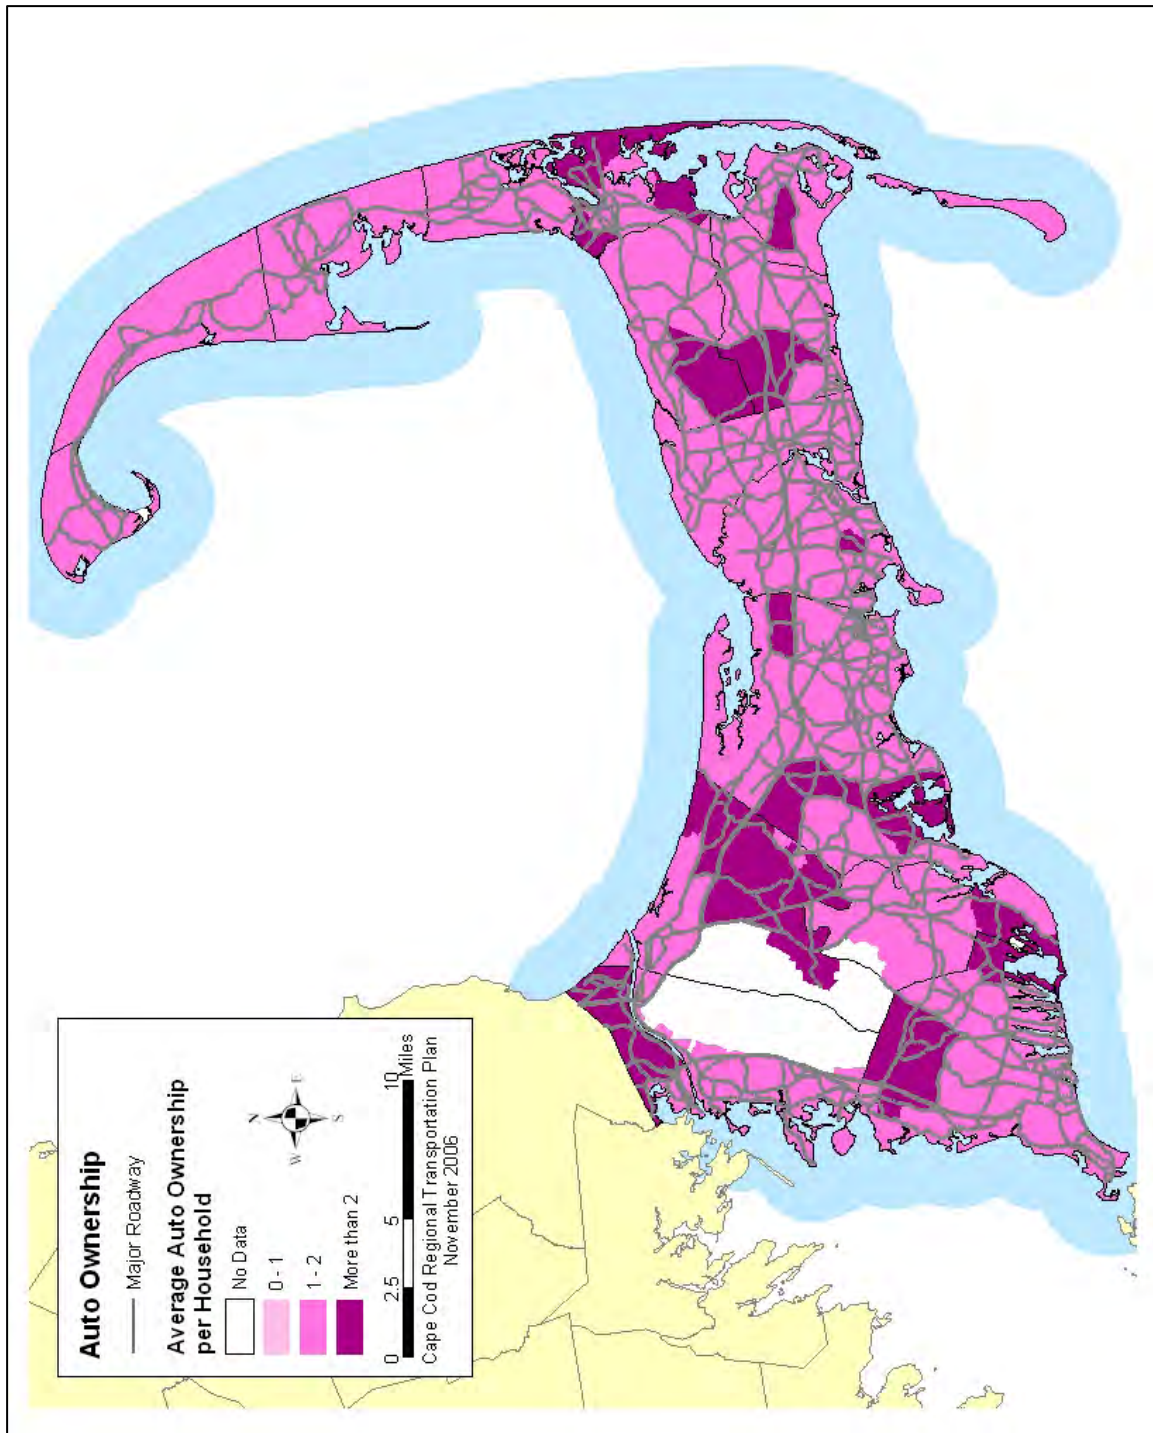 Auto Ownership
Major Roadway
Average Auto Ownership
per Household
No Data
0 - 1
1 - 2
More than 2
N
W
E
S
0 2.5 5 10
Miles
Cape Cod Regional Transportation Plan
November 2006